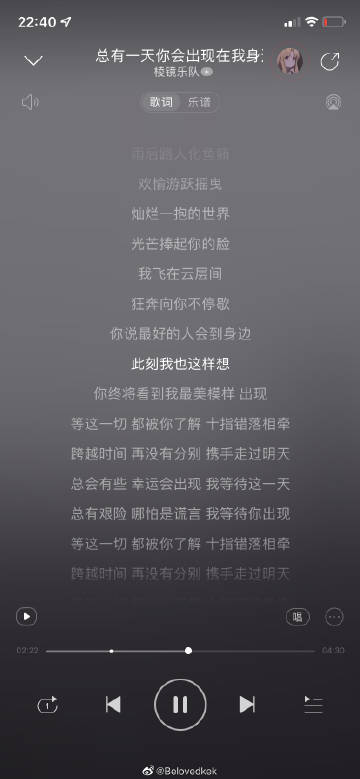 22:40
总有一天你会出现在我身
棱镜乐队
歌词 乐谱
雨后路人化鱼群
欢愉游跃摇曳
灿烂一抱的世界
光芒捧起你的脸
我飞在云层间
狂奔向你不停歇
你说最好的人会到身边
此刻我也这样想
你终将看到我最美模样 出现
等这一切 都被你了解 十指错落相牵
跨越时间 再没有分别 携手走过明天
总会有些 幸运会出现 我等待这一天
总有艰险 哪怕是谎言 我等待你出现
等这一切 都被你了解 十指错落相牵
跨越时间 再没有分别 携手走过明天
唱
02:22
04:30
1
@Belovedkok